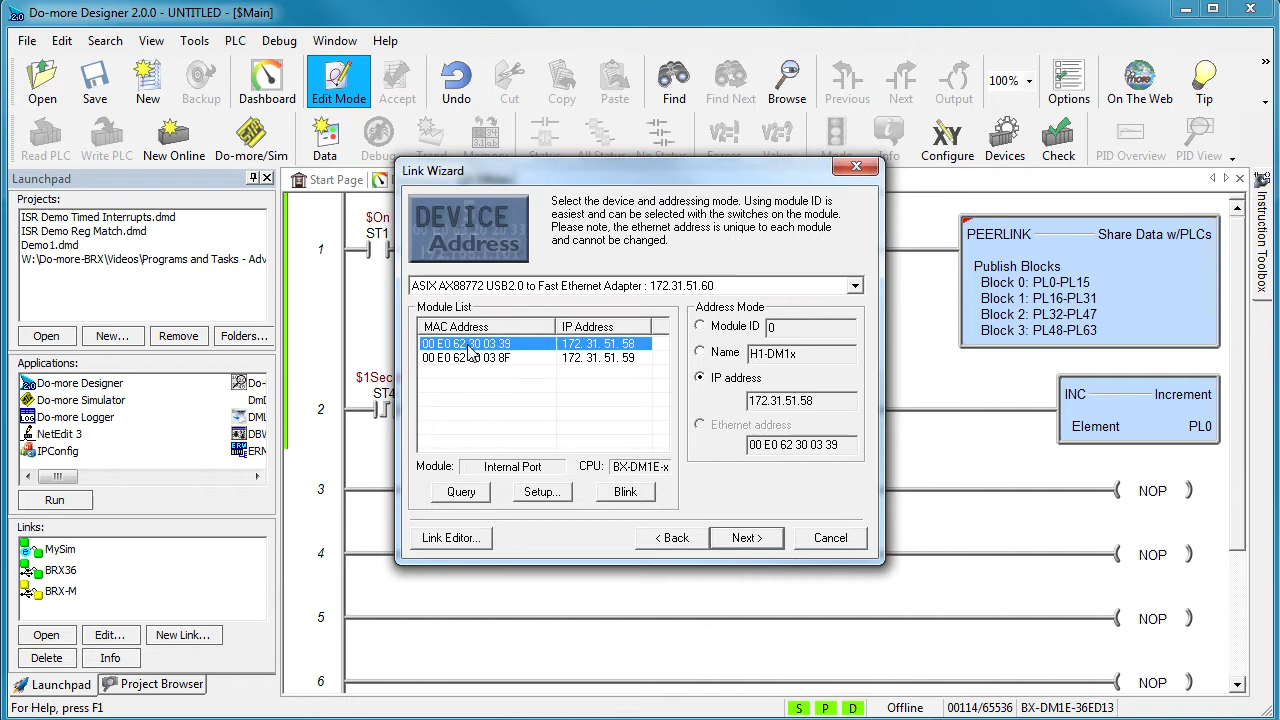 Do-more Designer 2.0.0 - UNTITLED - [$Main]
File Edit Search View Tools PLC Debug Window Help
Open Save New Backup Dashboard Edit Mode Accept Undo Cut Copy Paste Find Find Next Browse Previous Next Output 100% Options On The Web Tip
Read PLC Write PLC New Online Do-more/Sim Data Configure Devices Check PID Overview PID View
Launchpad
Projects:
ISR Demo Timed Interrupts.dmd
ISR Demo Reg Match.dmd
Demo1.dmd
W:\Do-more-BRX\Videos\Programs and Tasks - Adv
Open New... Remove Folders...
Applications:
Do-more Designer Do-
Do-more Simulator DmD
Do-more Logger DML
NetEdit 3 DBW
IPConfig ERM
Run
Links:
MySim
BRX36
BRX-M
Open Edit... New Link...
Delete Info
Launchpad Project Browser
Start Page
1
$On
ST1
PEERLINK Share Data w/PLCs
Publish Blocks
Block 0: PL0-PL15
Block 1: PL16-PL31
Block 2: PL32-PL47
Block 3: PL48-PL63
2
$1Sec
ST4
INC Increment
Element PL0
3 NOP
4 NOP
5 NOP
6 NOP
Instruction Toolbox
Link Wizard
DEVICE
Address
Select the device and addressing mode. Using module ID is
easiest and can be selected with the switches on the module.
Please note, the ethernet address is unique to each module
and cannot be changed.
ASIX AX88772 USB2.0 to Fast Ethernet Adapter : 172.31.51.60
Module List
MAC Address IP Address
00 E0 62 30 03 39 172. 31. 51. 58
00 E0 62 30 03 8F 172. 31. 51. 59
Module: Internal Port CPU: BX-DM1E-x
Query Setup... Blink
Address Mode
Module ID 0
Name H1-DM1x
IP address
172.31.51.58
Ethernet address
00 E0 62 30 03 39
Link Editor... < Back Next > Cancel
For Help, press F1 S P D Offline 00114/65536 BX-DM1E-36ED13